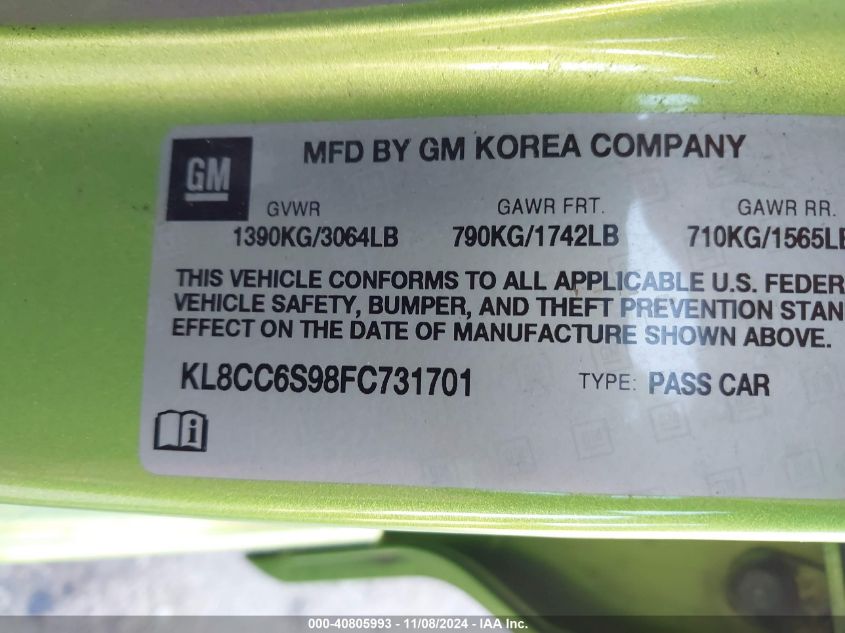 GM
MFD BY GM KOREA COMPANY
GVWR GAWR FRT. GAWR RR.
1390KG/3064LB 790KG/1742LB 710KG/1565LB
THIS VEHICLE CONFORMS TO ALL APPLICABLE U.S. FEDER
VEHICLE SAFETY, BUMPER, AND THEFT PREVENTION STAN
EFFECT ON THE DATE OF MANUFACTURE SHOWN ABOVE.
KL8CC6S98FC731701 TYPE: PASS CAR
i
000-40805993 - 11/08/2024 - IAA Inc.